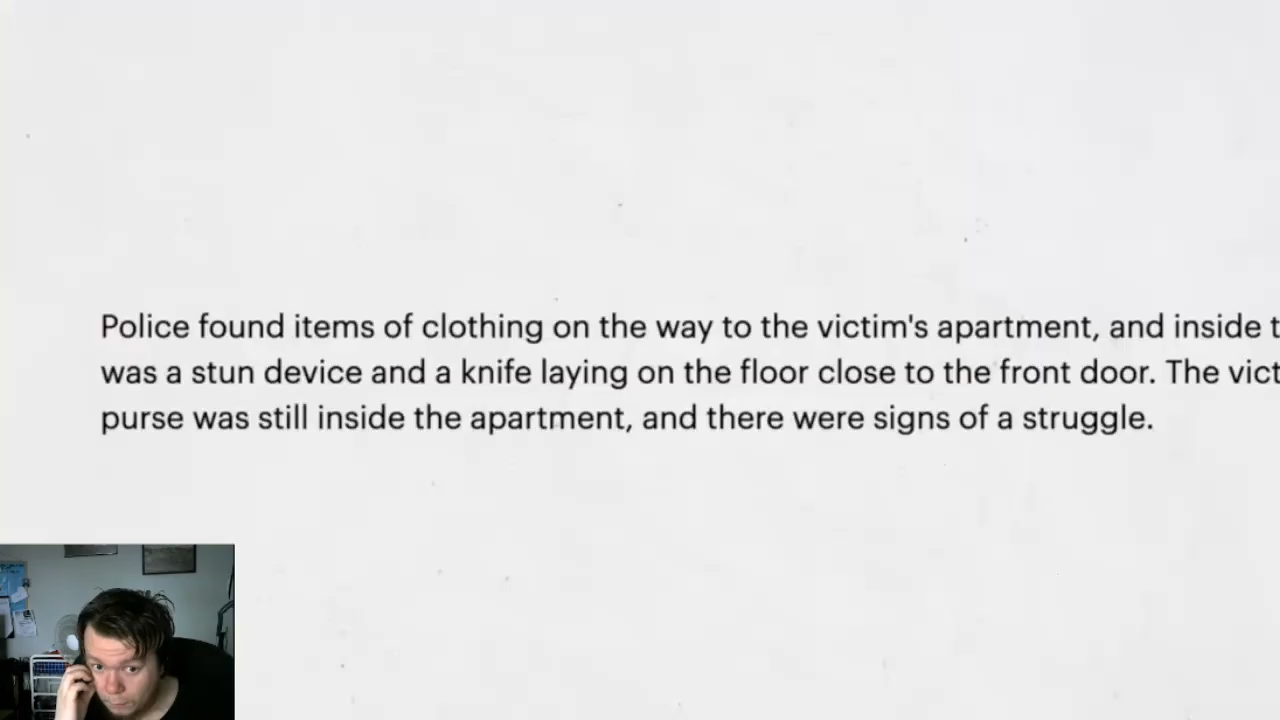 Police found items of clothing on the way to the victim's apartment, and inside
was a stun device and a knife laying on the floor close to the front door. The
purse was still inside the apartment, and there were signs of a struggle.